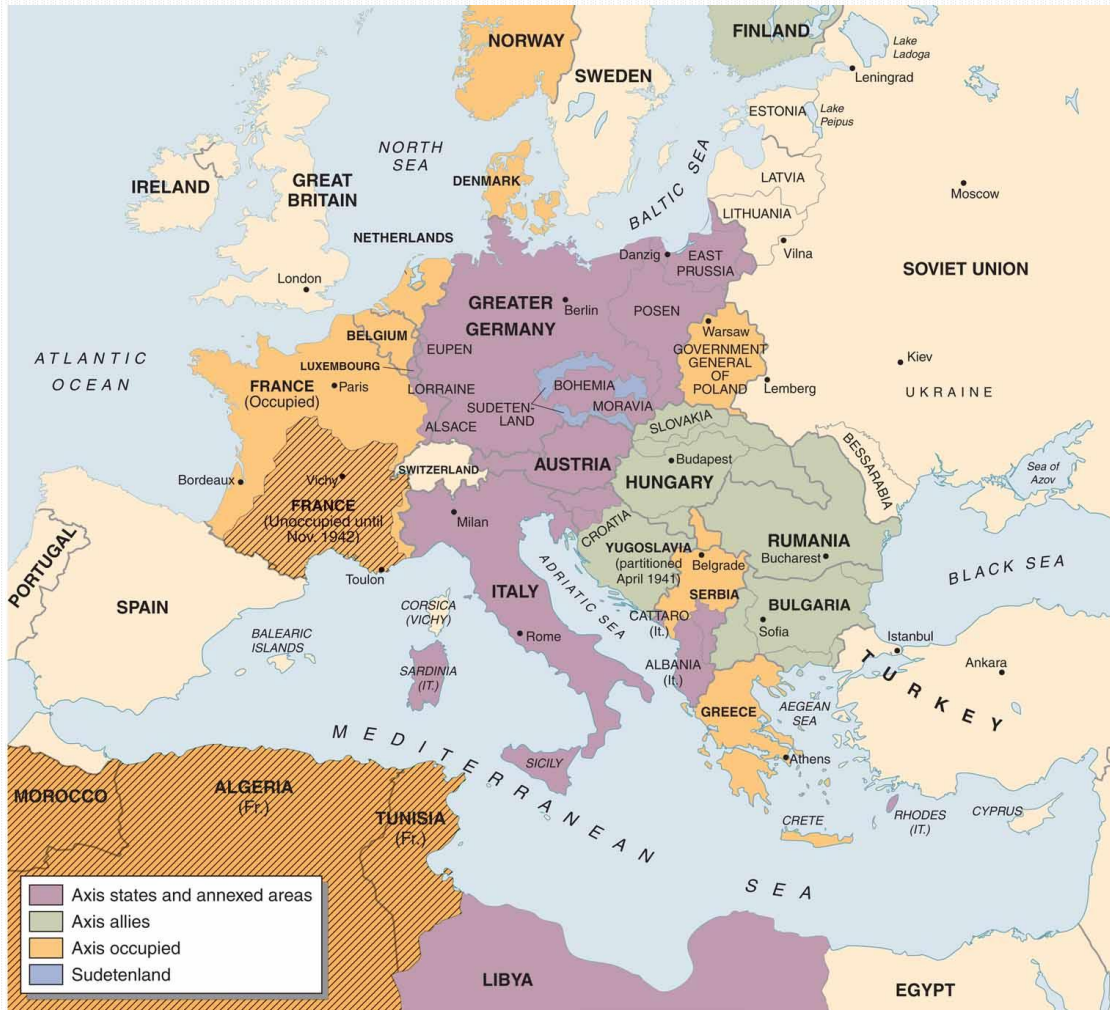 NORWAY
FINLAND
Lake
Ladoga
Leningrad
SWEDEN
ESTONIA
Lake
Peipus
NORTH
SEA
BALTIC SEA
LATVIA
Moscow
IRELAND
GREAT
BRITAIN
DENMARK
LITHUANIA
NETHERLANDS
Vilna
Danzig
EAST
PRUSSIA
SOVIET UNION
London
GREATER
GERMANY
Berlin
POSEN
BELGIUM
Warsaw
GOVERNMENT
GENERAL
OF
POLAND
EUPEN
ATLANTIC
OCEAN
LUXEMBOURG
Kiev
FRANCE
(Occupied)
Paris
LORRAINE
BOHEMIA
Lemberg
UKRAINE
SUDETEN-
LAND
MORAVIA
ALSACE
SLOVAKIA
BESSARABIA
SWITZERLAND
AUSTRIA
Budapest
HUNGARY
Sea of
Azov
Bordeaux
Vichy
FRANCE
(Unoccupied until
Nov. 1942)
Milan
CROATIA
YUGOSLAVIA
(partitioned
April 1941)
Belgrade
RUMANIA
Bucharest
BLACK SEA
PORTUGAL
SPAIN
Toulon
ITALY
ADRIATIC SEA
SERBIA
BULGARIA
CORSICA
(VICHY)
CATTARO
(It.)
Sofia
Rome
Istanbul
BALEARIC
ISLANDS
SARDINIA
(IT.)
ALBANIA
(It.)
Ankara
TURKEY
GREECE
AEGEAN
SEA
MEDITERRANEAN SEA
SICILY
Athens
MOROCCO
ALGERIA
(Fr.)
TUNISIA
(Fr.)
CRETE
RHODES
(IT.)
CYPRUS
Axis states and annexed areas
Axis allies
Axis occupied
Sudetenland
LIBYA
EGYPT